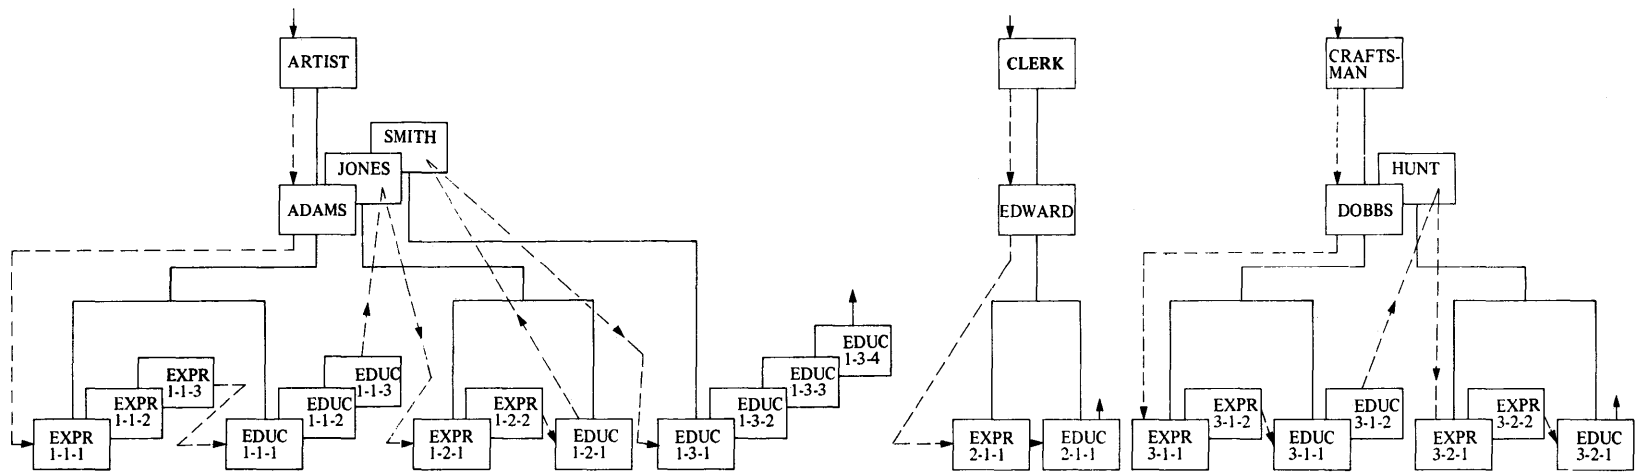 ARTIST
CLERK
CRAFTS-
MAN
SMITH
JONES
HUNT
ADAMS
EDWARD
DOBBS
EDUC
1-3-4
EXPR
1-1-3
EDUC
1-1-3
EDUC
1-3-3
EXPR
1-1-2
EDUC
1-1-2
EXPR
1-2-2
EDUC
1-3-2
EXPR
3-1-2
EDUC
3-1-2
EXPR
3-2-2
EXPR
1-1-1
EDUC
1-1-1
EXPR
1-2-1
EDUC
1-2-1
EDUC
1-3-1
EXPR
2-1-1
EDUC
2-1-1
EXPR
3-1-1
EDUC
3-1-1
EXPR
3-2-1
EDUC
3-2-1